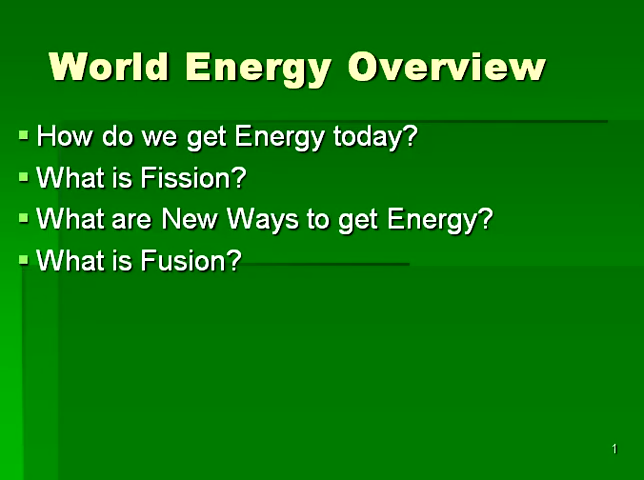 World Energy Overview
▪ How do we get Energy today?
▪ What is Fission?
▪ What are New Ways to get Energy?
▪ What is Fusion?
1